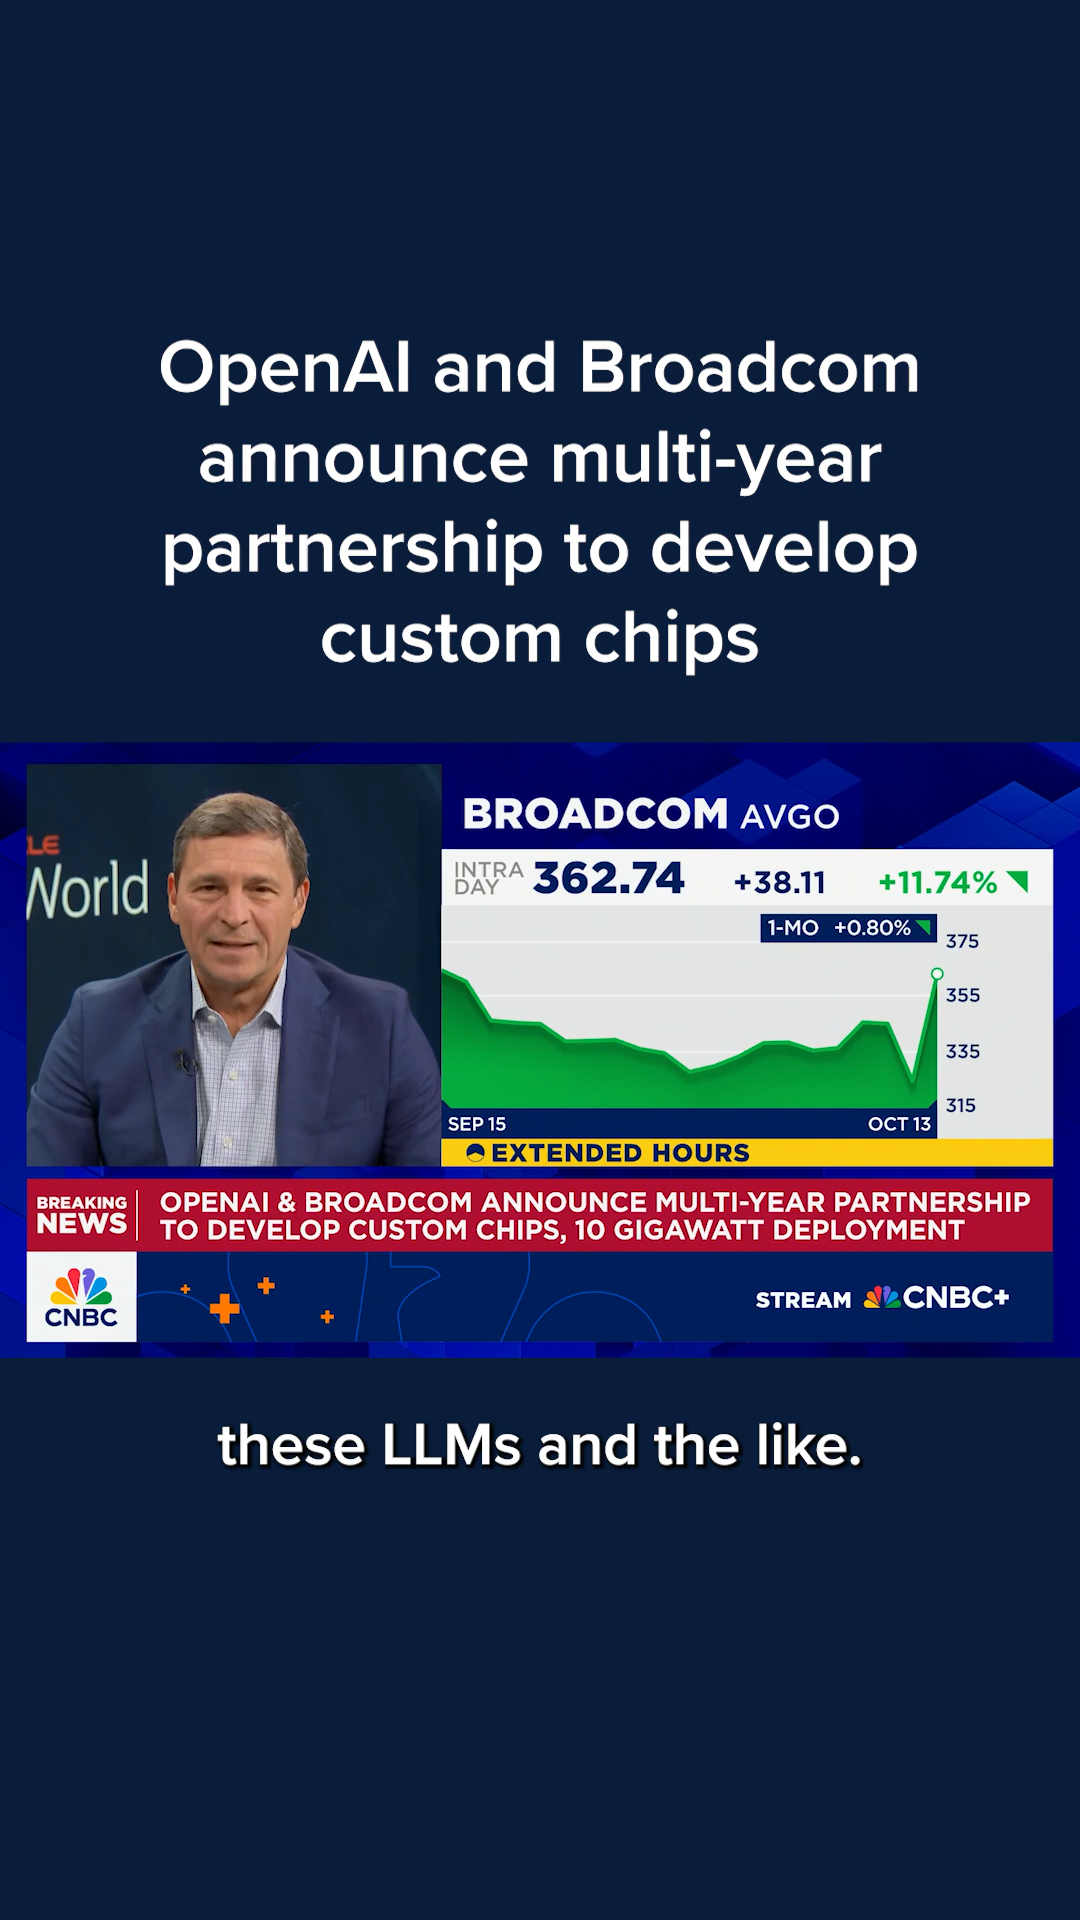 OpenAI and Broadcom
announce multi-year
partnership to develop
custom chips
LE
World
BROADCOM AVGO
INTRA
DAY
362.74 +38.11 +11.74%
1-MO +0.80%
375
355
335
315
SEP 15 OCT 13
EXTENDED HOURS
BREAKING
NEWS
OPENAI & BROADCOM ANNOUNCE MULTI-YEAR PARTNERSHIP
TO DEVELOP CUSTOM CHIPS, 10 GIGAWATT DEPLOYMENT
CNBC
STREAM CNBC+
these LLMs and the like.